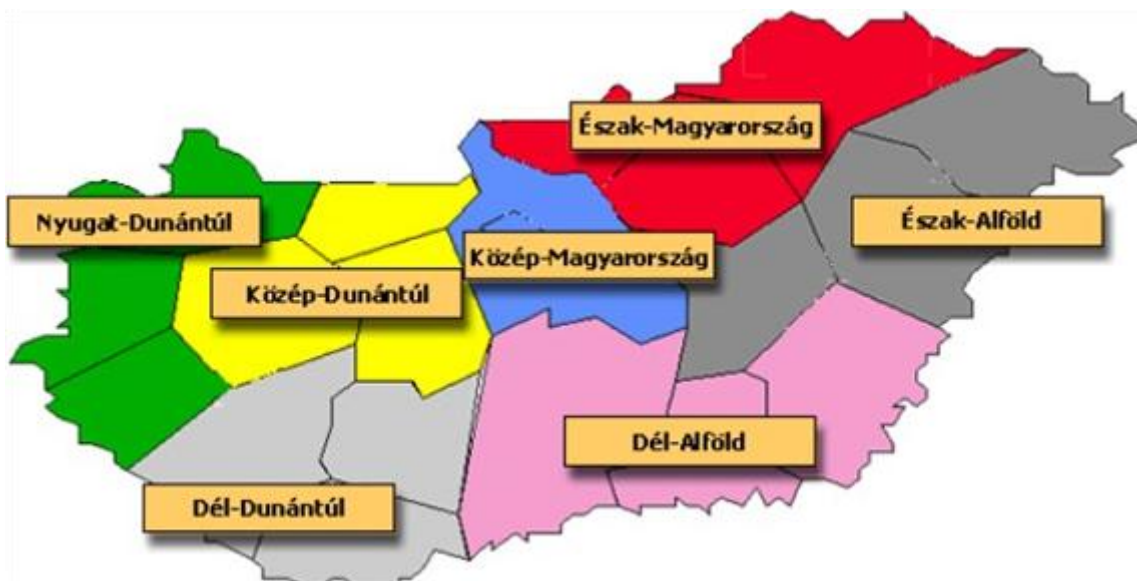 Észak-Magyarország
Nyugat-Dunántúl
Észak-Alföld
Közép-Magyarország
Közép-Dunántúl
Dél-Alföld
Dél-Dunántúl